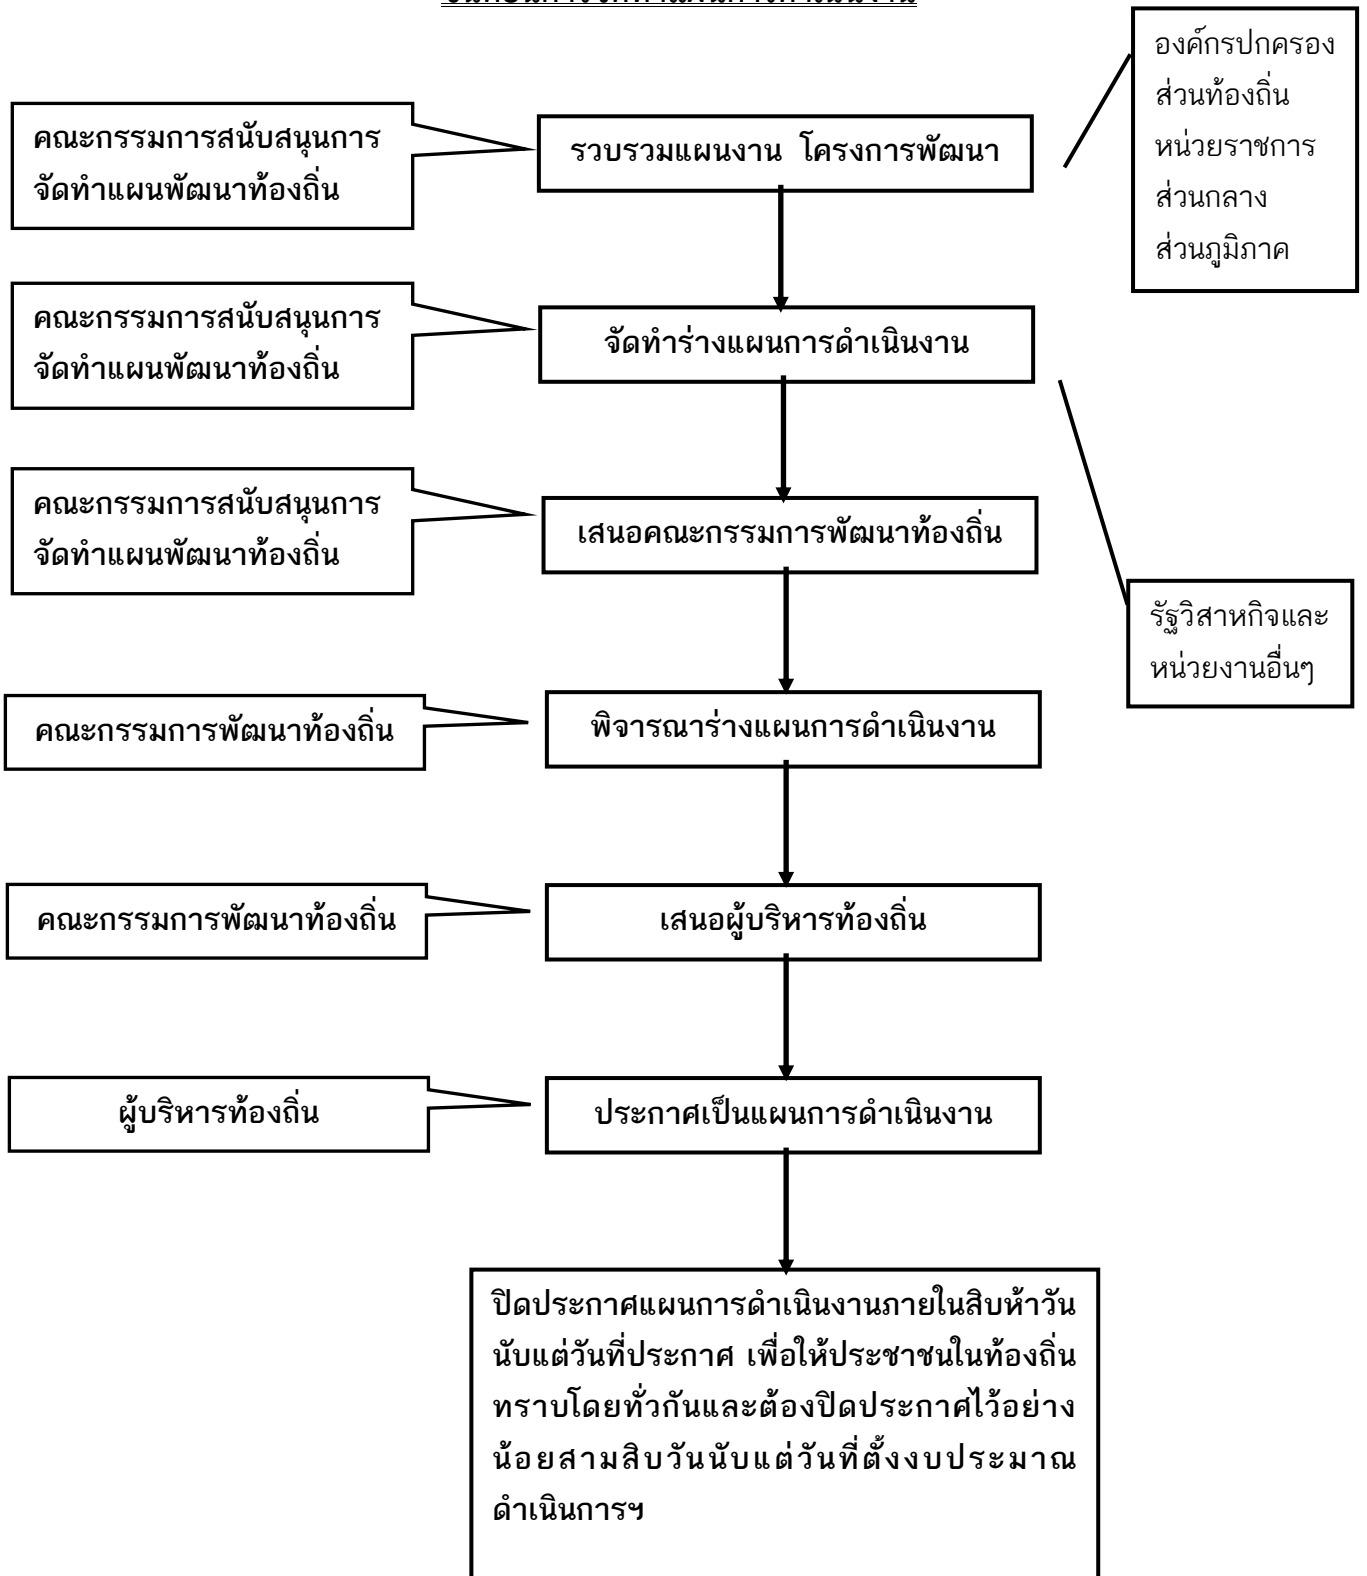 องค์กรปกครอง
ส่วนท้องถิ่น
หน่วยราชการ
ส่วนกลาง
ส่วนภูมิภาค
คณะกรรมการสนับสนุนการ
จัดทำแผนพัฒนาท้องถิ่น
รวบรวมแผนงาน โครงการพัฒนา
คณะกรรมการสนับสนุนการ
จัดทำแผนพัฒนาท้องถิ่น
จัดทำร่างแผนการดำเนินงาน
คณะกรรมการสนับสนุนการ
จัดทำแผนพัฒนาท้องถิ่น
เสนอคณะกรรมการพัฒนาท้องถิ่น
รัฐวิสาหกิจและ
หน่วยงานอื่นๆ
คณะกรรมการพัฒนาท้องถิ่น
พิจารณาร่างแผนการดำเนินงาน
คณะกรรมการพัฒนาท้องถิ่น
เสนอผู้บริหารท้องถิ่น
ผู้บริหารท้องถิ่น
ประกาศเป็นแผนการดำเนินงาน
ปิดประกาศแผนการดำเนินงานภายในสิบห้าวัน
นับแต่วันที่ประกาศ เพื่อให้ประชาชนในท้องถิ่น
ทราบโดยทั่วกันและต้องปิดประกาศไว้อย่าง
น้อยสามสิบวันนับแต่วันที่ตั้งงบประมาณ
ดำเนินการฯ